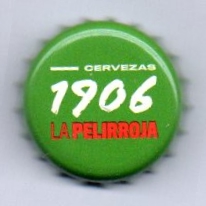 CERVEZAS
1906
LA PELIRROJA